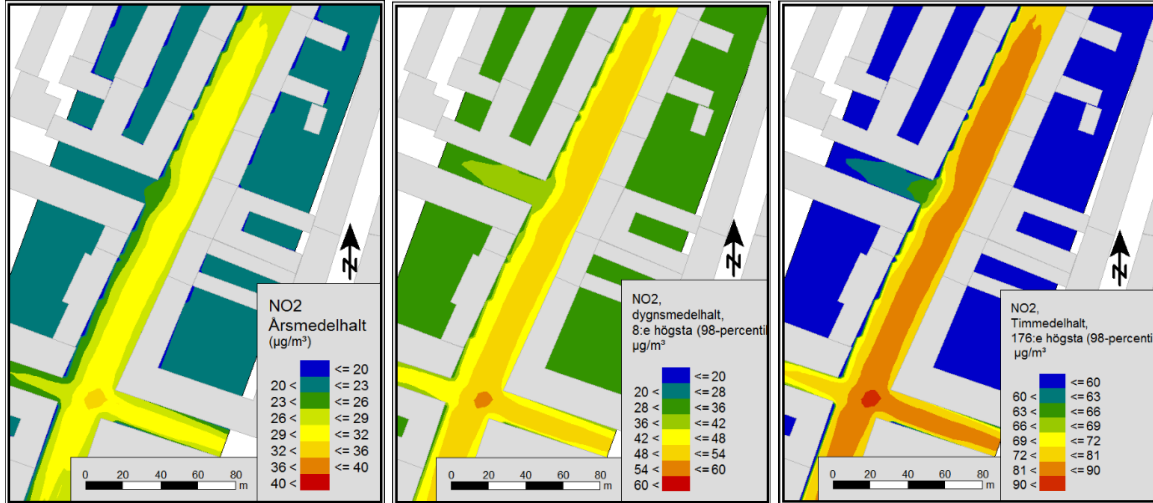 N
NO2
Årsmedelhalt
(µg/m³)
<= 20
20 < <= 23
23 < <= 26
26 < <= 29
29 < <= 32
32 < <= 36
36 < <= 40
40 <
0 20 40 60 80
m
N
NO2,
dygnsmedelhalt,
8:e högsta (98-percentil
µg/m³
<= 20
20 < <= 28
28 < <= 36
36 < <= 42
42 < <= 48
48 < <= 54
54 < <= 60
60 <
0 20 40 60 80
m
N
NO2,
Timmedelhalt,
176:e högsta (98-percenti
µg/m³
<= 60
60 < <= 63
63 < <= 66
66 < <= 69
69 < <= 72
72 < <= 81
81 < <= 90
90 <
0 20 40 60 80
m